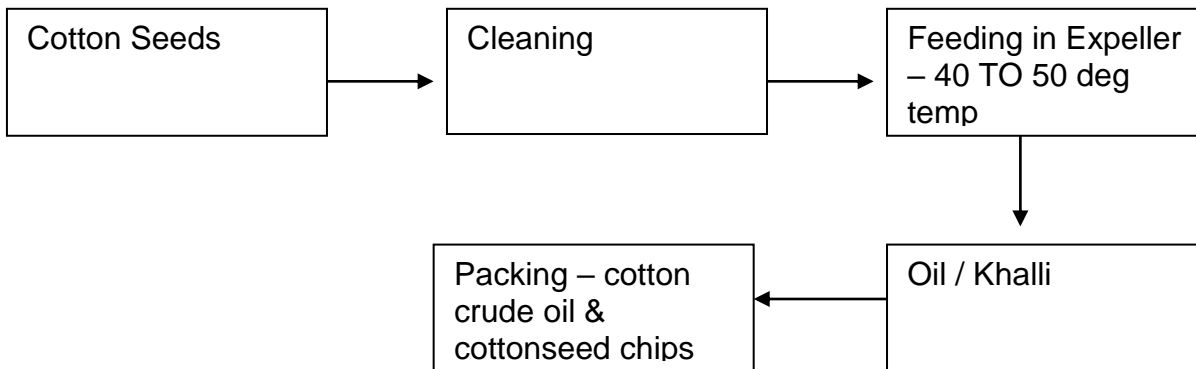 Cotton Seeds
Cleaning
Feeding in Expeller
– 40 TO 50 deg
temp
Oil / Khalli
Packing – cotton
crude oil &
cottonseed chips